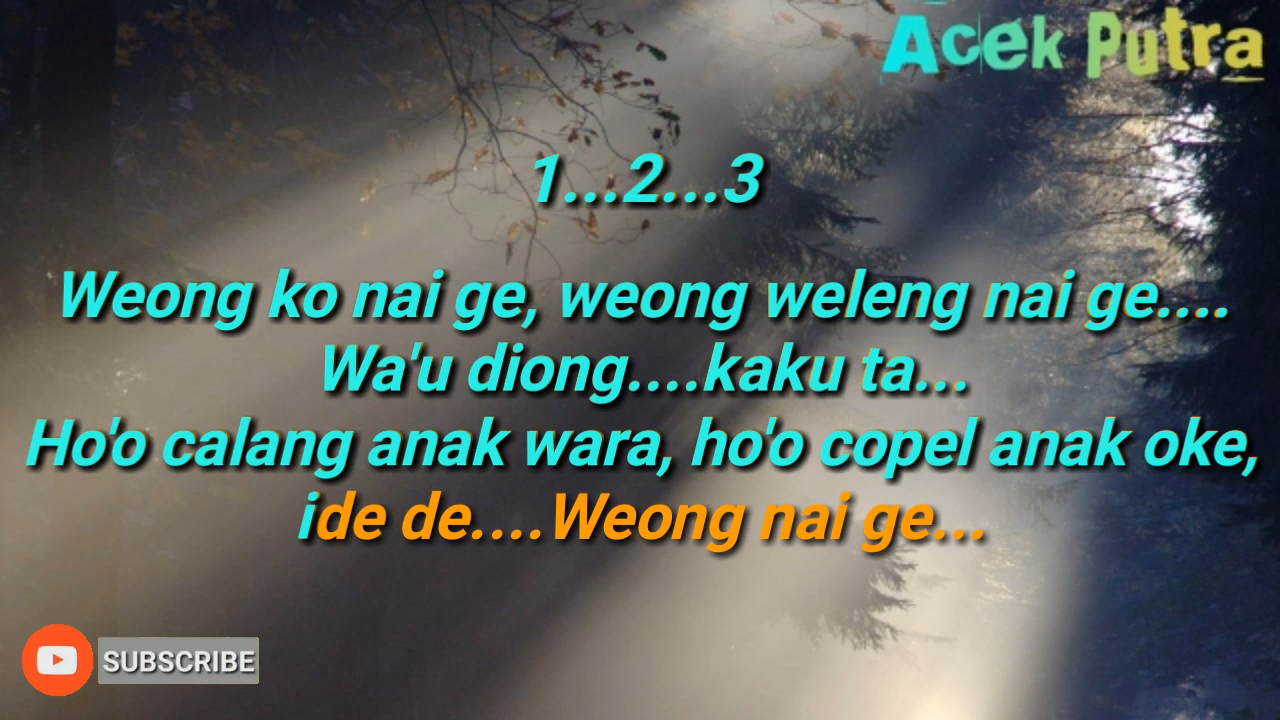 Acek Putra
1...2...3
Weong ko nai ge, weong weleng nai ge....
Wa'u diong....kaku ta...
Ho'o calang anak wara, ho'o copel anak oke,
ide de....Weong nai ge...
SUBSCRIBE